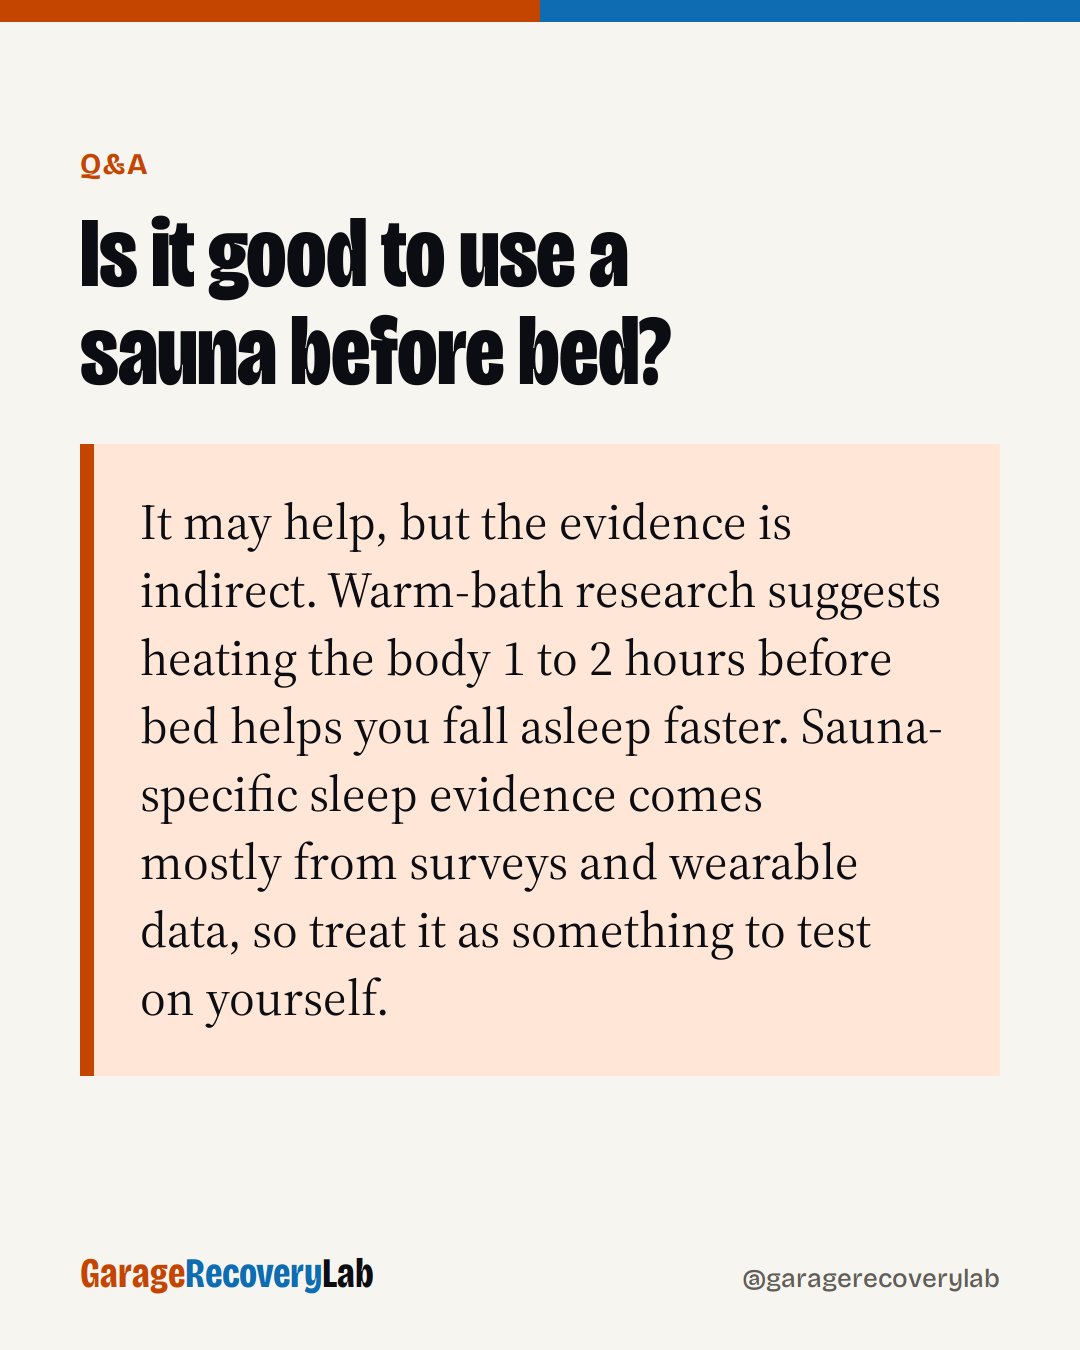 Q&A
Is it good to use a
sauna before bed?
It may help, but the evidence is
indirect. Warm-bath research suggests
heating the body 1 to 2 hours before
bed helps you fall asleep faster. Sauna-
specific sleep evidence comes
mostly from surveys and wearable
data, so treat it as something to test
on yourself.
GarageRecoveryLab
@garagerecoverylab